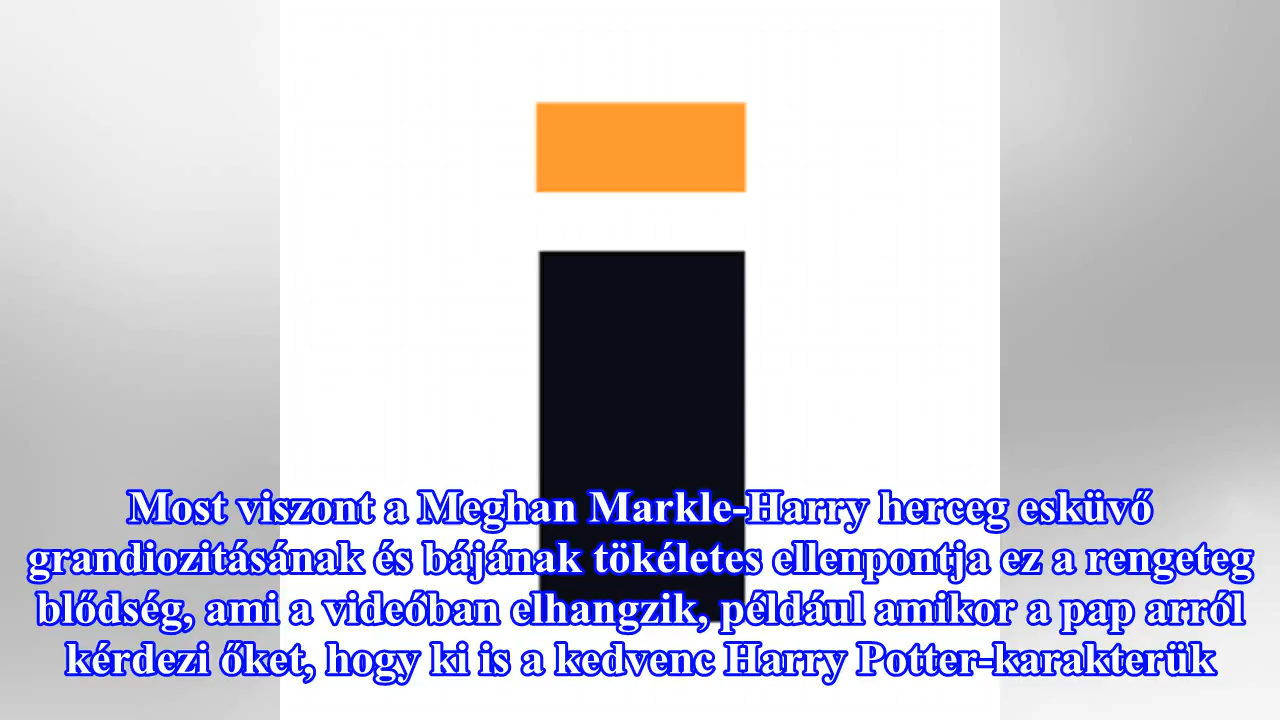 Most viszont a Meghan Markle-Harry herceg esküvő
grandiozitásának és bájának tökéletes ellenpontja ez a rengeteg
blődség, ami a videóban elhangzik, például amikor a pap arról
kérdezi őket, hogy ki is a kedvenc Harry Potter-karakterük